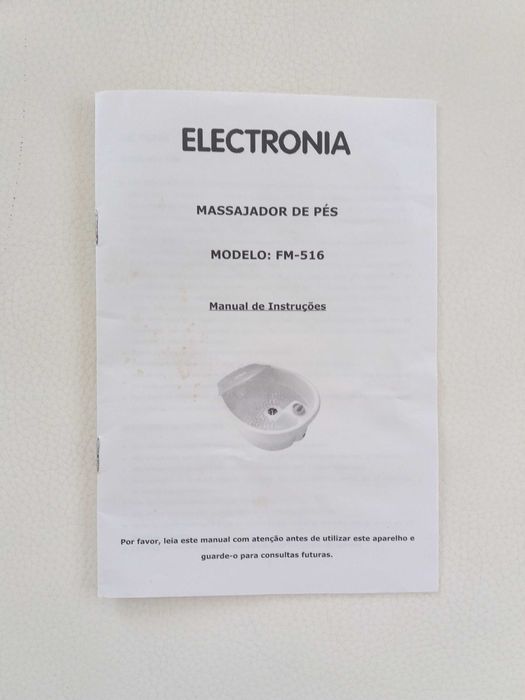 ELECTRONIA
MASSAJADOR DE PÉS
MODELO: FM-516
Manual de Instruções
Por favor, leia este manual com atenção antes de utilizar este aparelho e
guarde-o para consultas futuras.